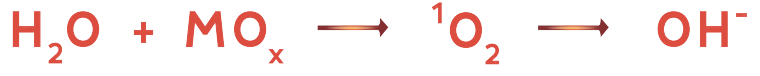 H₂O + MOₓ ⟶ ¹O₂ ⟶ OH⁻